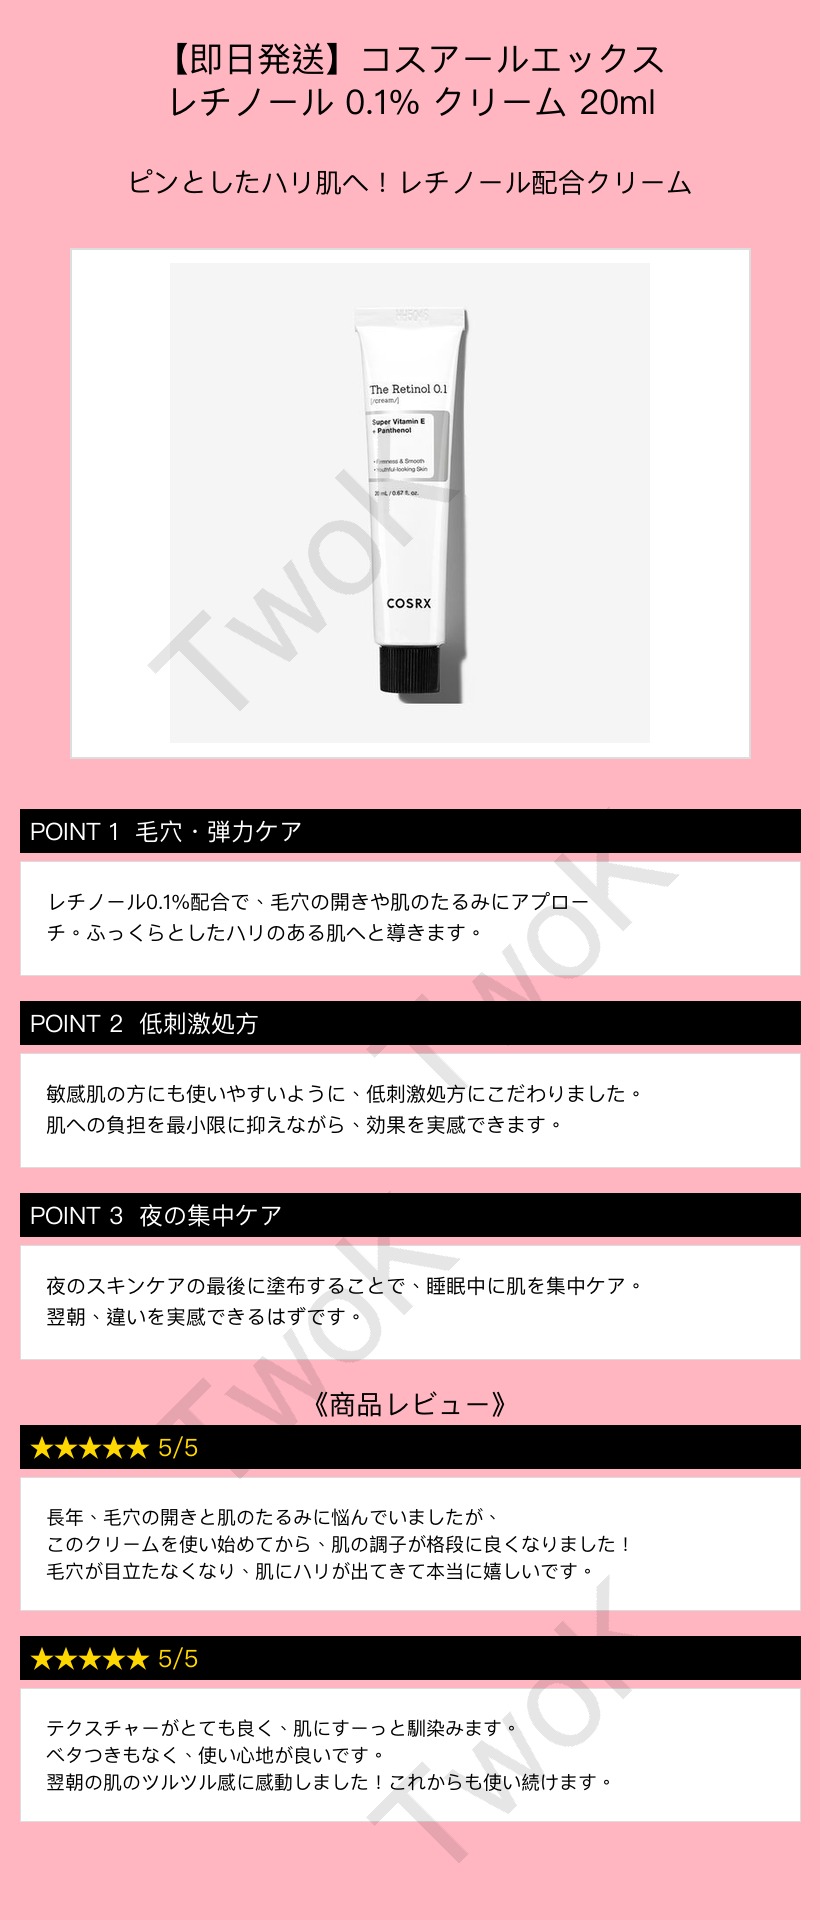 【即日発送】コスアールエックス
レチノール 0.1% クリーム 20ml
ピンとしたハリ肌へ！レチノール配合クリーム
The Retinol 0.1
[/cream/]
Super Vitamin E
+ Panthenol
• Firmness & Smooth
• Youthful-looking Skin
20 mL / 0.67 fl. oz.
COSRX
TwoK
POINT 1 毛穴・弾力ケア
レチノール0.1%配合で、毛穴の開きや肌のたるみにアプロー
チ。ふっくらとしたハリのある肌へと導きます。
TwoK
POINT 2 低刺激処方
敏感肌の方にも使いやすいように、低刺激処方にこだわりました。
肌への負担を最小限に抑えながら、効果を実感できます。
POINT 3 夜の集中ケア
夜のスキンケアの最後に塗布することで、睡眠中に肌を集中ケア。
翌朝、違いを実感できるはずです。
TwoK
《商品レビュー》
★★★★★ 5/5
長年、毛穴の開きと肌のたるみに悩んでいましたが、
このクリームを使い始めてから、肌の調子が格段に良くなりました！
毛穴が目立たなくなり、肌にハリが出てきて本当に嬉しいです。
★★★★★ 5/5
テクスチャーがとても良く、肌にすーっと馴染みます。
ベタつきもなく、使い心地が良いです。
翌朝の肌のツルツル感に感動しました！これからも使い続けます。
TwoK